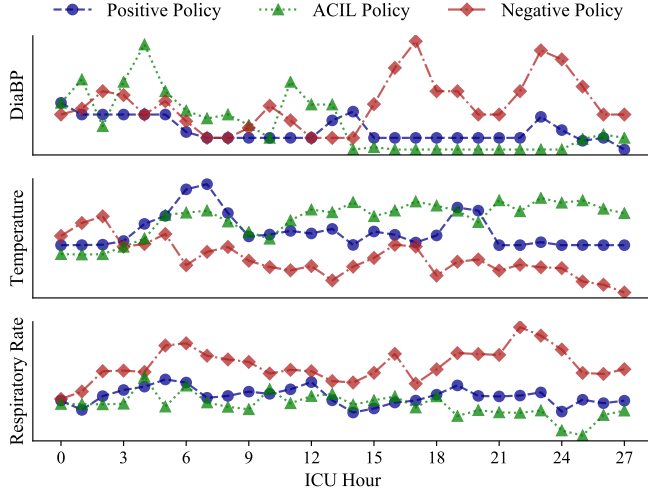 Positive Policy ACIL Policy Negative Policy
DiaBP
Temperature
Respiratory Rate
0 3 6 9 12 15 18 21 24 27
ICU Hour